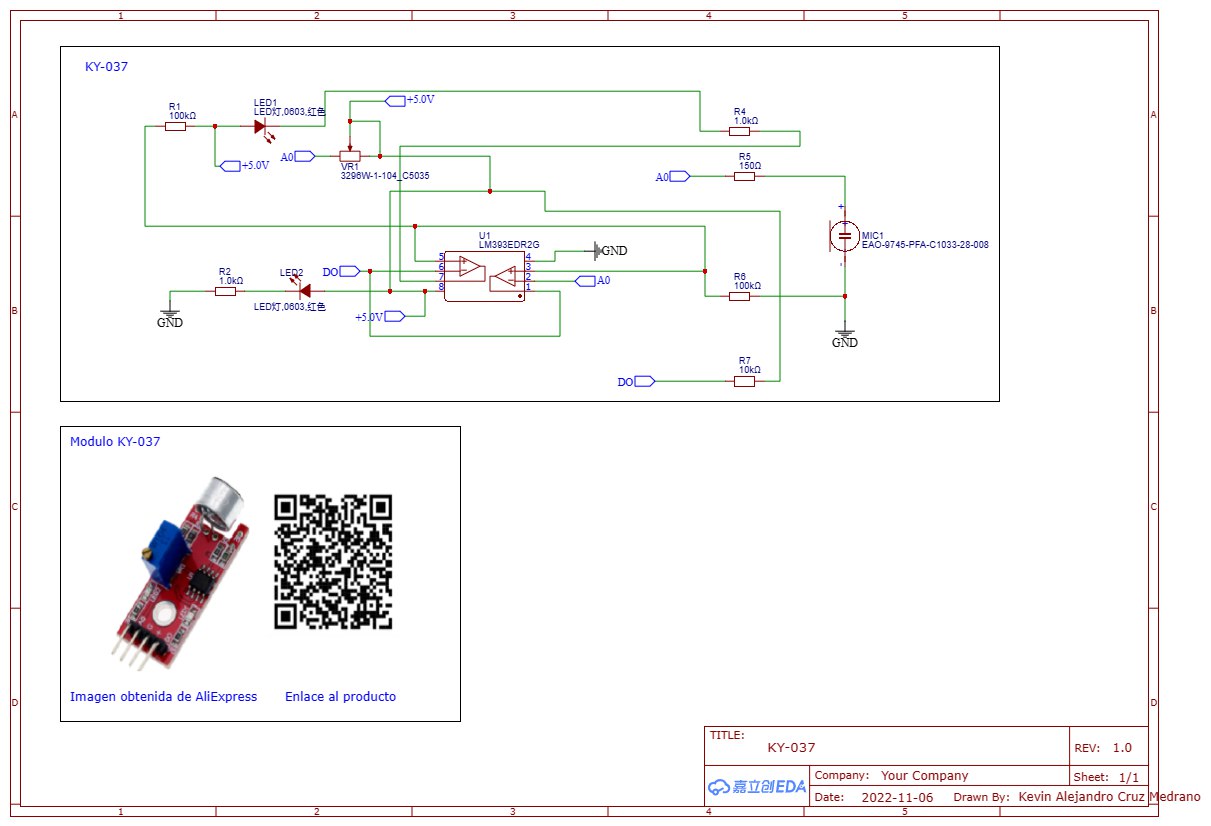 1 2 3 4 5
A
B
C
D
KY-037
R1
100kΩ
LED1
LED灯,0603,红色
+5.0V
+5.0V
A0
VR1
3296W-1-104_C5035
R4
1.0kΩ
R5
150Ω
A0
+
MIC1
EAO-9745-PFA-C1033-28-008
-
U1
LM393EDR2G
GND
5
6
7
8
4
3
2
1
A0
DO
R2
1.0kΩ
LED2
LED灯,0603,红色
GND
+5.0V
R6
100kΩ
GND
R7
10kΩ
DO
Modulo KY-037
Imagen obtenida de AliExpress
Enlace al producto
A
B
C
D
TITLE:
KY-037
REV: 1.0
嘉立创EDA
Company: Your Company
Sheet: 1/1
Date: 2022-11-06
Drawn By: Kevin Alejandro Cruz Medrano
1 2 3 4 5